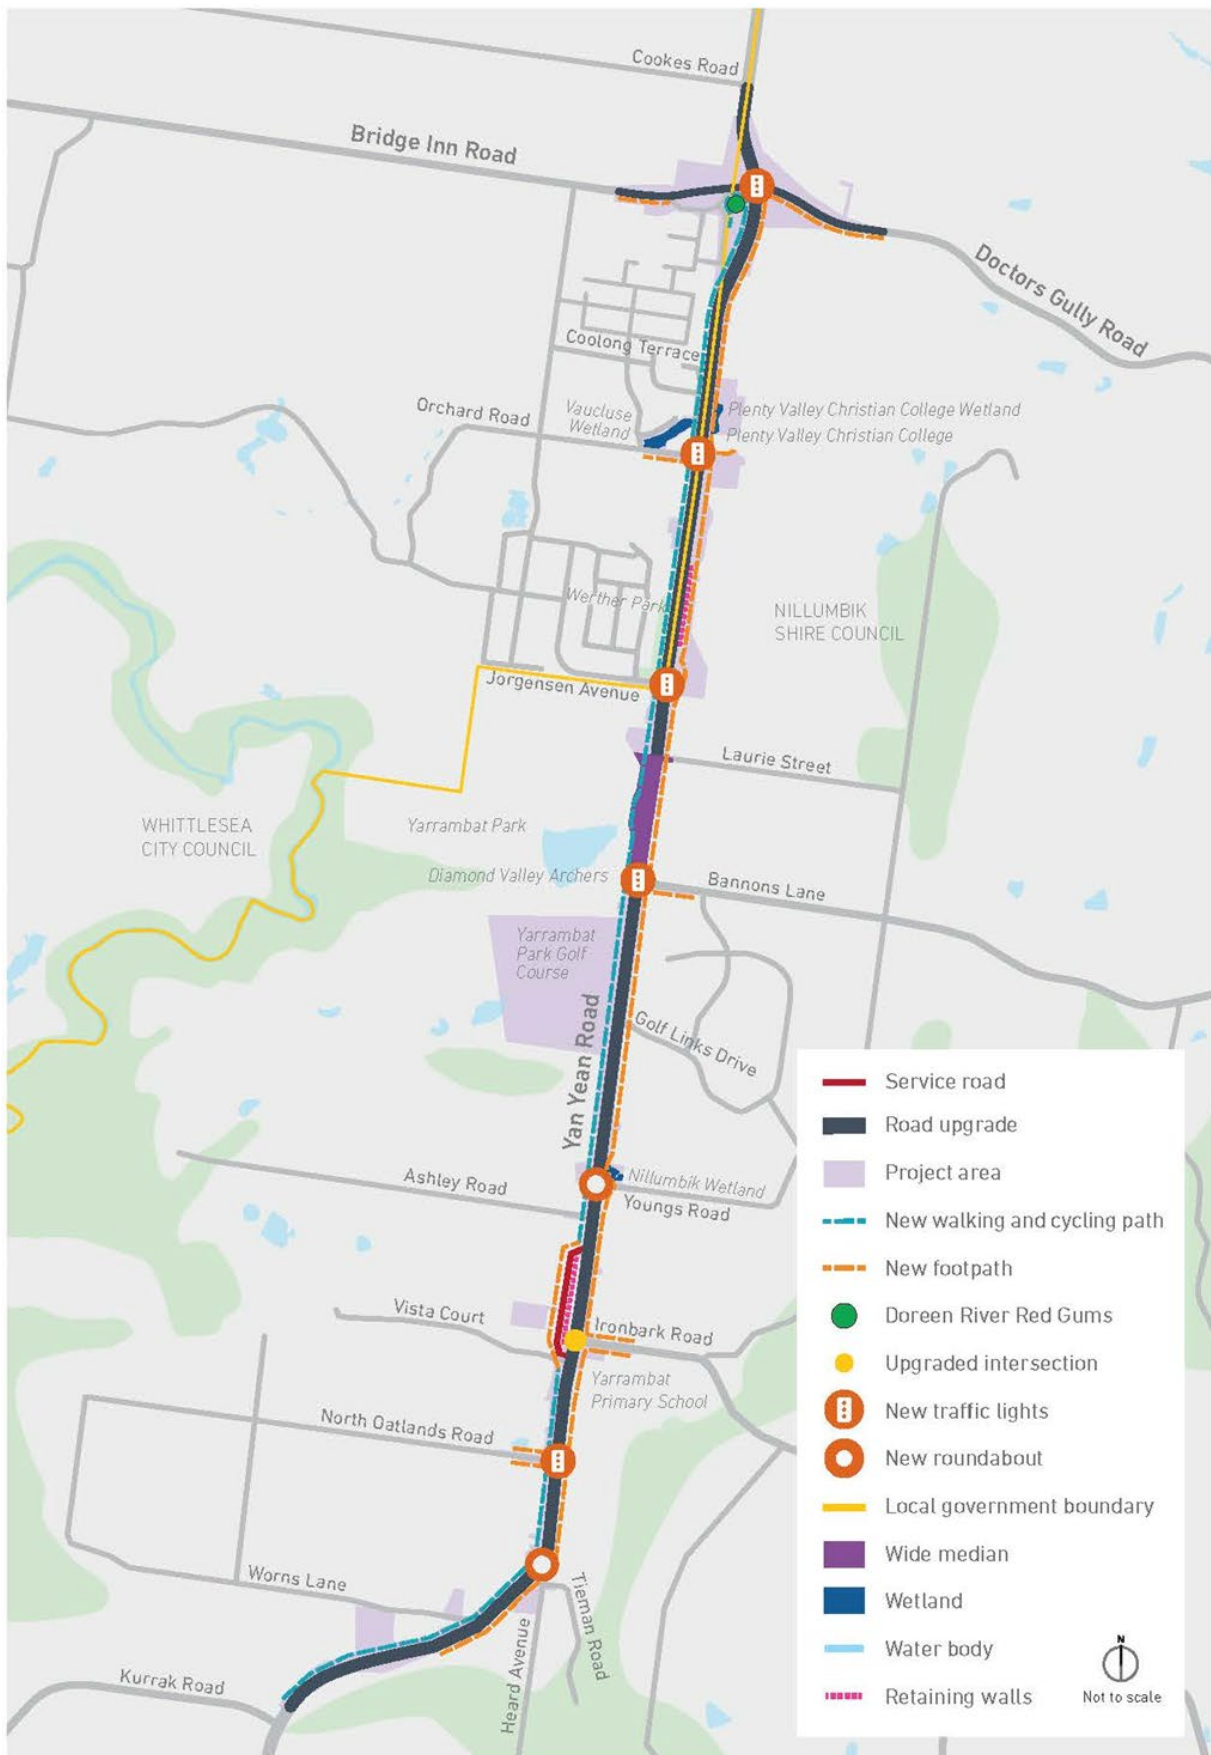 Cookes Road
Bridge Inn Road
Doctors Gully Road
Coolong Terrace
Orchard Road
Vaucluse
Wetland
Plenty Valley Christian College Wetland
Plenty Valley Christian College
Werther Park
NILLUMBIK
SHIRE COUNCIL
Jorgensen Avenue
Laurie Street
WHITTLESEA
CITY COUNCIL
Yarrambat Park
Diamond Valley Archers
Bannons Lane
Yarrambat
Park Golf
Course
Yan Yean Road
Golf Links Drive
Ashley Road
Nillumbik Wetland
Youngs Road
Vista Court
Ironbark Road
Yarrambat
Primary School
North Oatlands Road
Worns Lane
Tieman Road
Heard Avenue
Kurrak Road
Service road
Road upgrade
Project area
New walking and cycling path
New footpath
Doreen River Red Gums
Upgraded intersection
New traffic lights
New roundabout
Local government boundary
Wide median
Wetland
Water body
Retaining walls
N
Not to scale